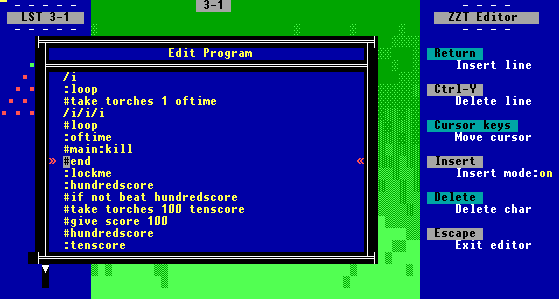 LST 3-1
3-1
ZZT Editor
Edit Program
/i
:loop
#take torches 1 oftime
/i/i/i
#loop
:oftime
#main:kill
» #end «
:lockme
:hundredscore
#if not beat hundredscore
#take torches 100 tenscore
#give score 100
#hundredscore
:tenscore
Return
Insert line
Ctrl-Y
Delete line
Cursor keys
Move cursor
Insert
Insert mode:on
Delete
Delete char
Escape
Exit editor